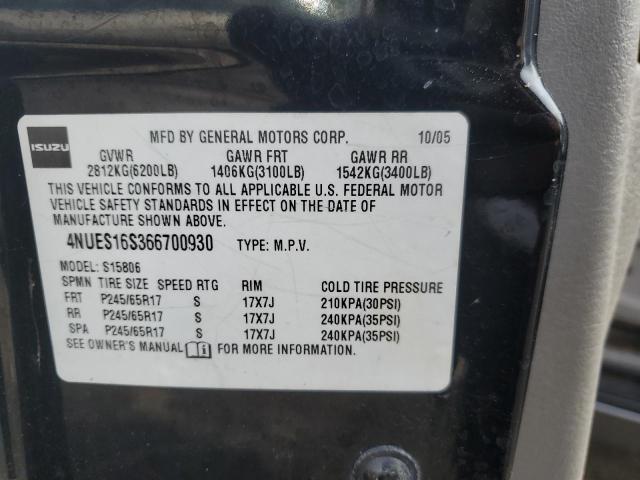 ISUZU
MFD BY GENERAL MOTORS CORP. 10/05
GVWR GAWR FRT GAWR RR
2812KG(6200LB) 1406KG(3100LB) 1542KG(3400LB)
THIS VEHICLE CONFORMS TO ALL APPLICABLE U.S. FEDERAL MOTOR
VEHICLE SAFETY STANDARDS IN EFFECT ON THE DATE OF
MANUFACTURE SHOWN ABOVE.
4NUES16S366700930 TYPE: M.P.V.
MODEL: S15806
SPMN TIRE SIZE SPEED RTG RIM COLD TIRE PRESSURE
FRT P245/65R17 S 17X7J 210KPA(30PSI)
RR P245/65R17 S 17X7J 240KPA(35PSI)
SPA P245/65R17 S 17X7J 240KPA(35PSI)
SEE OWNER'S MANUAL i FOR MORE INFORMATION.